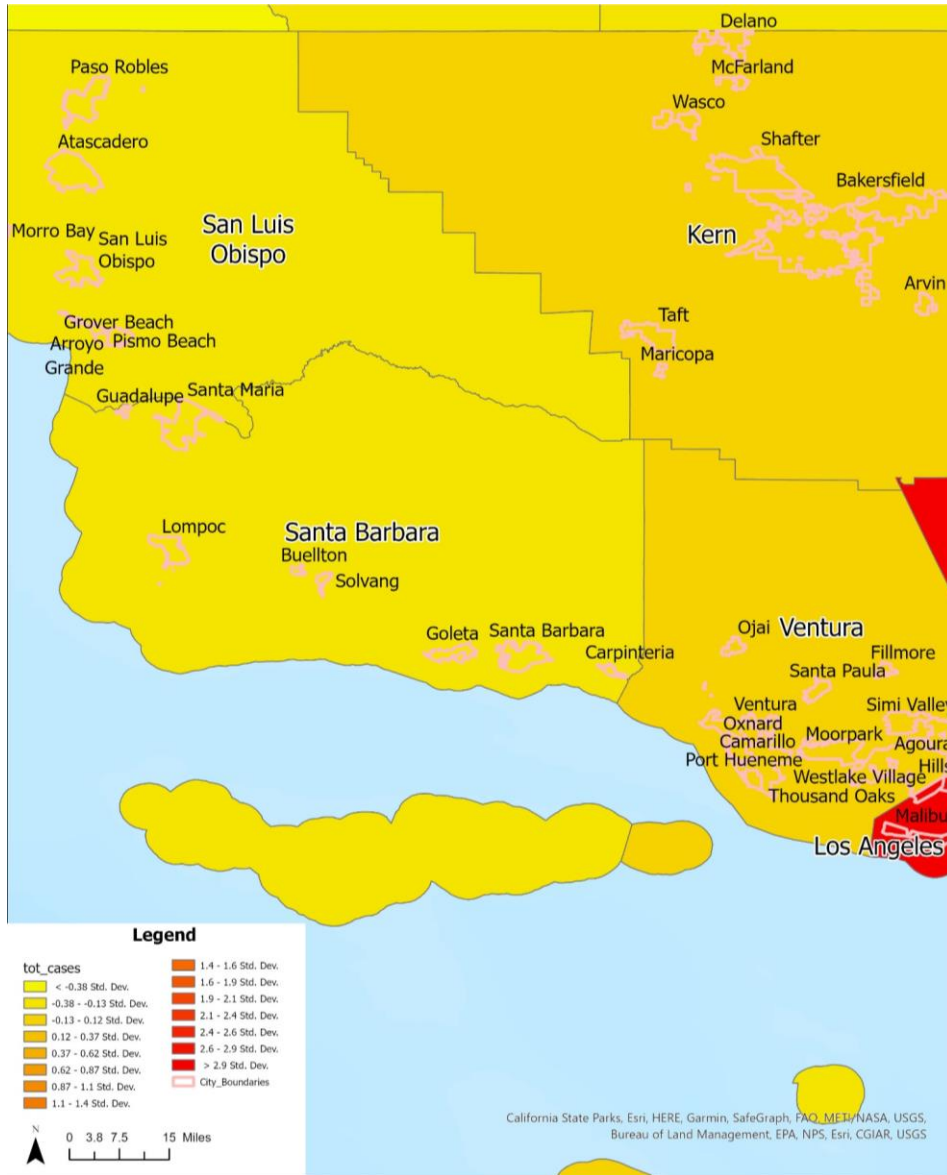 Delano
McFarland
Paso Robles
Wasco
Atascadero
Shafter
Bakersfield
Morro Bay
San Luis
Obispo
San Luis
Obispo
Kern
Arvin
Grover Beach
Taft
Arroyo
Pismo Beach
Grande
Maricopa
Guadalupe
Santa Maria
Lompoc
Santa Barbara
Buellton
Solvang
Goleta
Santa Barbara
Carpinteria
Ojai
Ventura
Fillmore
Santa Paula
Ventura
Simi Valley
Oxnard
Moorpark
Camarillo
Agoura
Hills
Port Hueneme
Westlake Village
Thousand Oaks
Malibu
Los Angeles
Legend
tot_cases
< -0.38 Std. Dev.
-0.38 - -0.13 Std. Dev.
-0.13 - 0.12 Std. Dev.
0.12 - 0.37 Std. Dev.
0.37 - 0.62 Std. Dev.
0.62 - 0.87 Std. Dev.
0.87 - 1.1 Std. Dev.
1.1 - 1.4 Std. Dev.
1.4 - 1.6 Std. Dev.
1.6 - 1.9 Std. Dev.
1.9 - 2.1 Std. Dev.
2.1 - 2.4 Std. Dev.
2.4 - 2.6 Std. Dev.
2.6 - 2.9 Std. Dev.
> 2.9 Std. Dev.
City_Boundaries
N
0 3.8 7.5 15 Miles
California State Parks, Esri, HERE, Garmin, SafeGraph, FAO, METI/NASA, USGS,
Bureau of Land Management, EPA, NPS, Esri, CGIAR, USGS